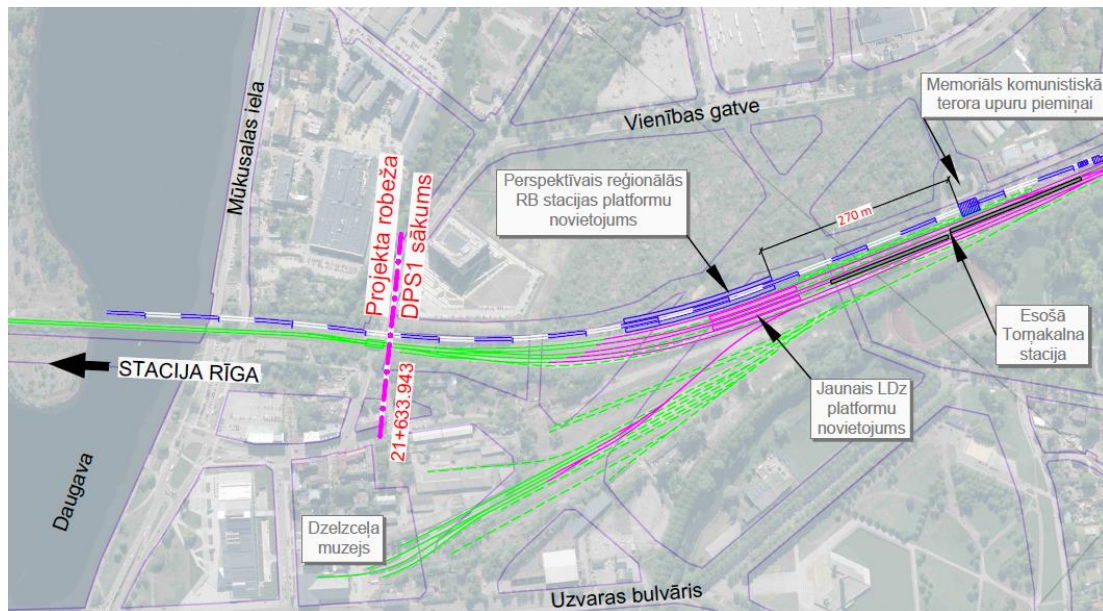 Mūkusalas iela
Vienības gatve
Memoriāls komunistiskā
terora upuru piemiņai
Perspektīvais reģionālās
RB stacijas platformu
novietojums
270 m
Projekta robeža
DPS1 sākums
21+633.943
STACIJA RĪGA
Esošā
Torņakalna
stacija
Jaunais LDz
platformu
novietojums
Daugava
Dzelzceļa
muzejs
Uzvaras bulvāris